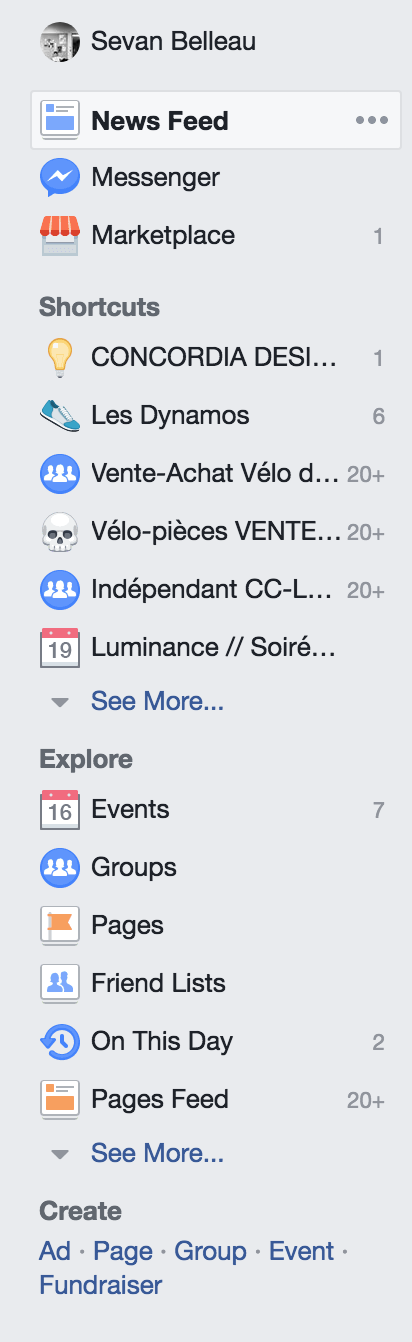 Sevan Belleau
News Feed
Messenger
Marketplace 1
Shortcuts
CONCORDIA DESI... 1
Les Dynamos 6
Vente-Achat Vélo d... 20+
Vélo-pièces VENTE... 20+
Indépendant CC-L... 20+
19 Luminance // Soiré...
See More...
Explore
16 Events 7
Groups
Pages
Friend Lists
On This Day 2
Pages Feed 20+
See More...
Create
Ad · Page · Group · Event ·
Fundraiser